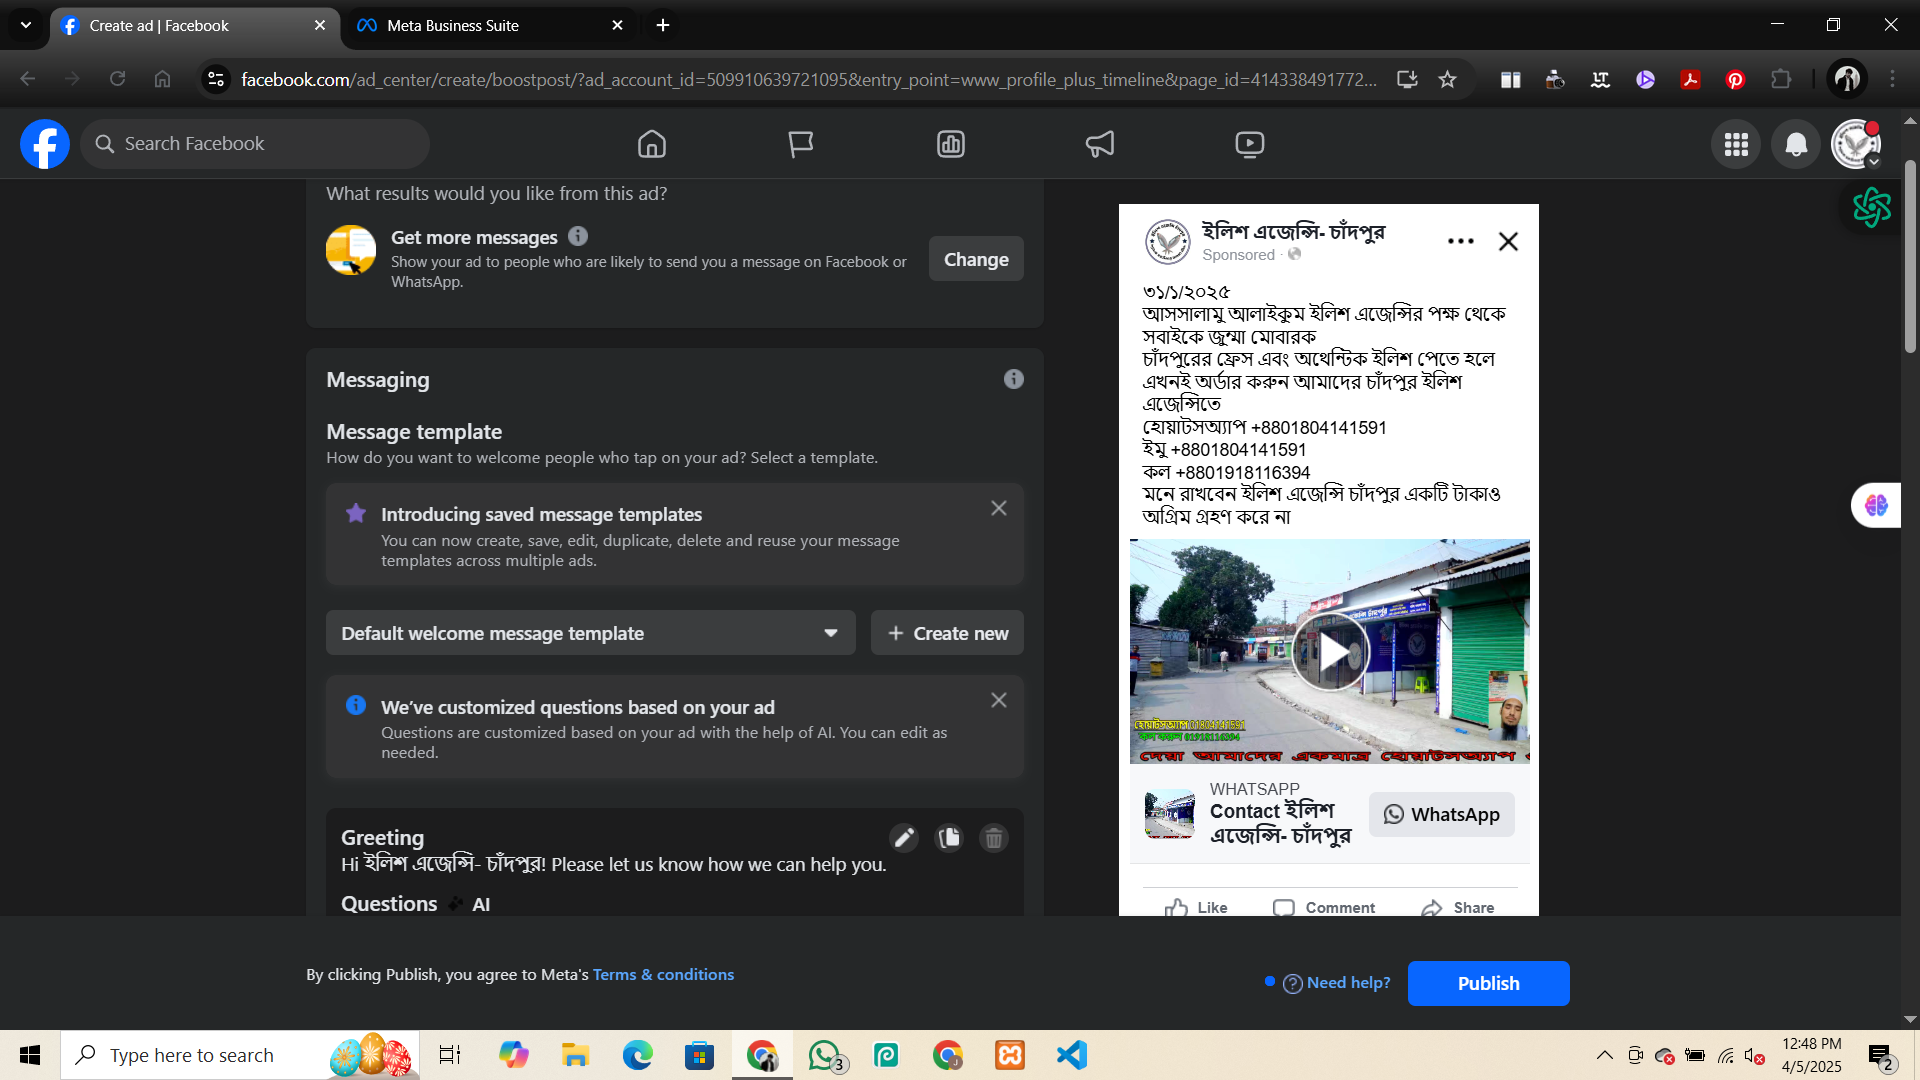 Create ad | Facebook
Meta Business Suite
facebook.com/ad_center/create/boostpost/?ad_account_id=509910639721095&entry_point=www_profile_plus_timeline&page_id=414338491772...
Search Facebook
What results would you like from this ad?
Get more messages
Show your ad to people who are likely to send you a message on Facebook or
WhatsApp.
Change
Messaging
Message template
How do you want to welcome people who tap on your ad? Select a template.
Introducing saved message templates
You can now create, save, edit, duplicate, delete and reuse your message
templates across multiple ads.
Default welcome message template
Create new
We've customized questions based on your ad
Questions are customized based on your ad with the help of AI. You can edit as
needed.
Greeting
Hi ইলিশ এজেন্সি- চাঁদপুর! Please let us know how we can help you.
Questions AI
ইলিশ এজেন্সি- চাঁদপুর
Sponsored ·
৩১/১/২০২৫
আসসালামু আলাইকুম ইলিশ এজেন্সির পক্ষ থেকে
সবাইকে জুম্মা মোবারক
চাঁদপুরের ফ্রেস এবং অথেন্টিক ইলিশ পেতে হলে
এখনই অর্ডার করুন আমাদের চাঁদপুর ইলিশ
এজেন্সিতে
হোয়াটসঅ্যাপ +8801804141591
ইমু +8801804141591
কল +8801918116394
মনে রাখবেন ইলিশ এজেন্সি চাঁদপুর একটি টাকাও
অগ্রিম গ্রহণ করে না
হোয়াটসঅ্যাপ 01804141591
কল করুন 01918116394
দেয়া আমাদের একমাত্র হোয়াটসঅ্যাপ
WHATSAPP
Contact ইলিশ
এজেন্সি- চাঁদপুর
WhatsApp
Like
Comment
Share
By clicking Publish, you agree to Meta's Terms & conditions
Need help?
Publish
Type here to search
3
12:48 PM
4/5/2025
2